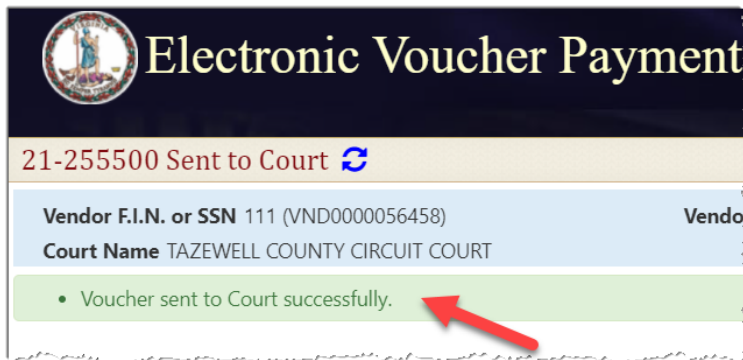 Electronic Voucher Payment
21-255500 Sent to Court
Vendor F.I.N. or SSN 111 (VND0000056458) Vendo
Court Name TAZEWELL COUNTY CIRCUIT COURT
• Voucher sent to Court successfully.